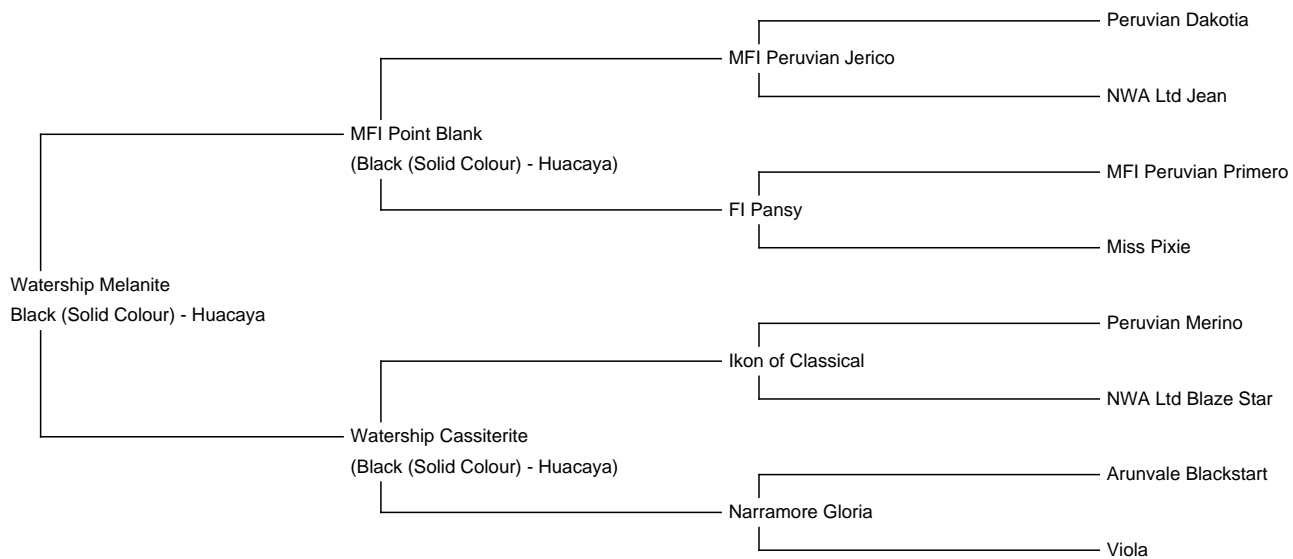 Peruvian Dakotia
MFI Peruvian Jerico
NWA Ltd Jean
MFI Point Blank
(Black (Solid Colour) - Huacaya)
MFI Peruvian Primero
FI Pansy
Miss Pixie
Watership Melanite
Black (Solid Colour) - Huacaya
Peruvian Merino
Ikon of Classical
NWA Ltd Blaze Star
Watership Cassiterite
(Black (Solid Colour) - Huacaya)
Arunvale Blackstart
Narramore Gloria
Viola